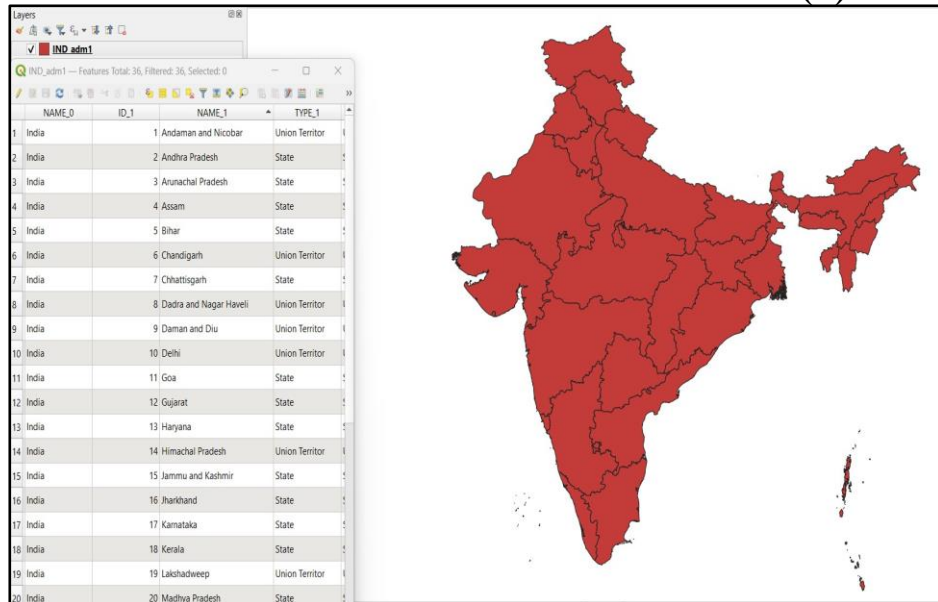 Layers
IND adm1
IND_adm1 — Features Total: 36, Filtered: 36, Selected: 0
NAME_0 ID_1 NAME_1 TYPE_1
1 India 1 Andaman and Nicobar Union Territor
2 India 2 Andhra Pradesh State
3 India 3 Arunachal Pradesh State
4 India 4 Assam State
5 India 5 Bihar State
6 India 6 Chandigarh Union Territor
7 India 7 Chhattisgarh State
8 India 8 Dadra and Nagar Haveli Union Territor
9 India 9 Daman and Diu Union Territor
10 India 10 Delhi Union Territor
11 India 11 Goa State
12 India 12 Gujarat State
13 India 13 Haryana State
14 India 14 Himachal Pradesh Union Territor
15 India 15 Jammu and Kashmir State
16 India 16 Jharkhand State
17 India 17 Karnataka State
18 India 18 Kerala State
19 India 19 Lakshadweep Union Territor
20 India 20 Madhya Pradesh State